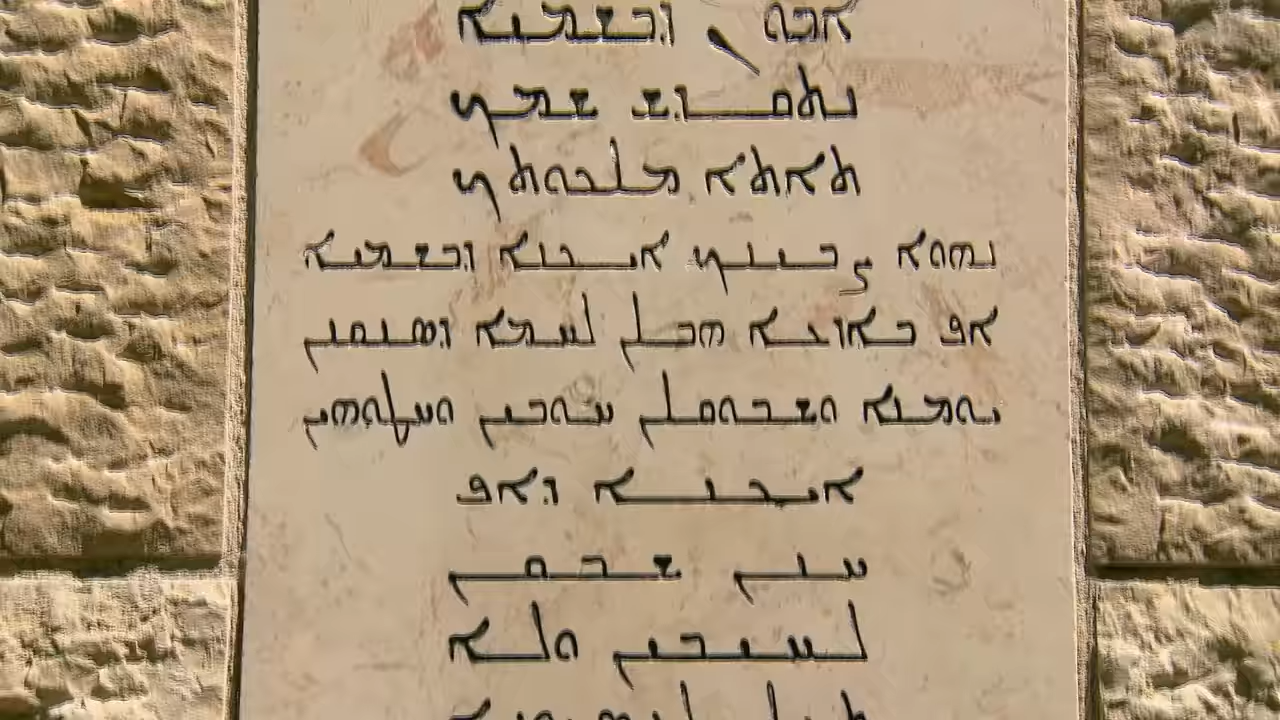 ܐܒܘܢ ܕܒܫܡܝܐ
ܢܬܩܕܫ ܫܡܟ
ܬܐܬܐ ܡܠܟܘܬܟ
ܢܗܘܐ ܨܒܝܢܟ ܐܝܟܢܐ ܕܒܫܡܝܐ
ܐܦ ܒܐܪܥܐ ܗܒ ܠܢ ܠܚܡܐ ܕܣܘܢܩܢܢ
ܝܘܡܢܐ ܘܫܒܘܩ ܠܢ ܚܘܒܝܢ ܘܚܛܗܝܢ
ܐܝܟܢܐ ܕܐܦ
ܚܢܢ ܫܒܩܢ
ܠܚܝܒܝܢ ܘܠܐ